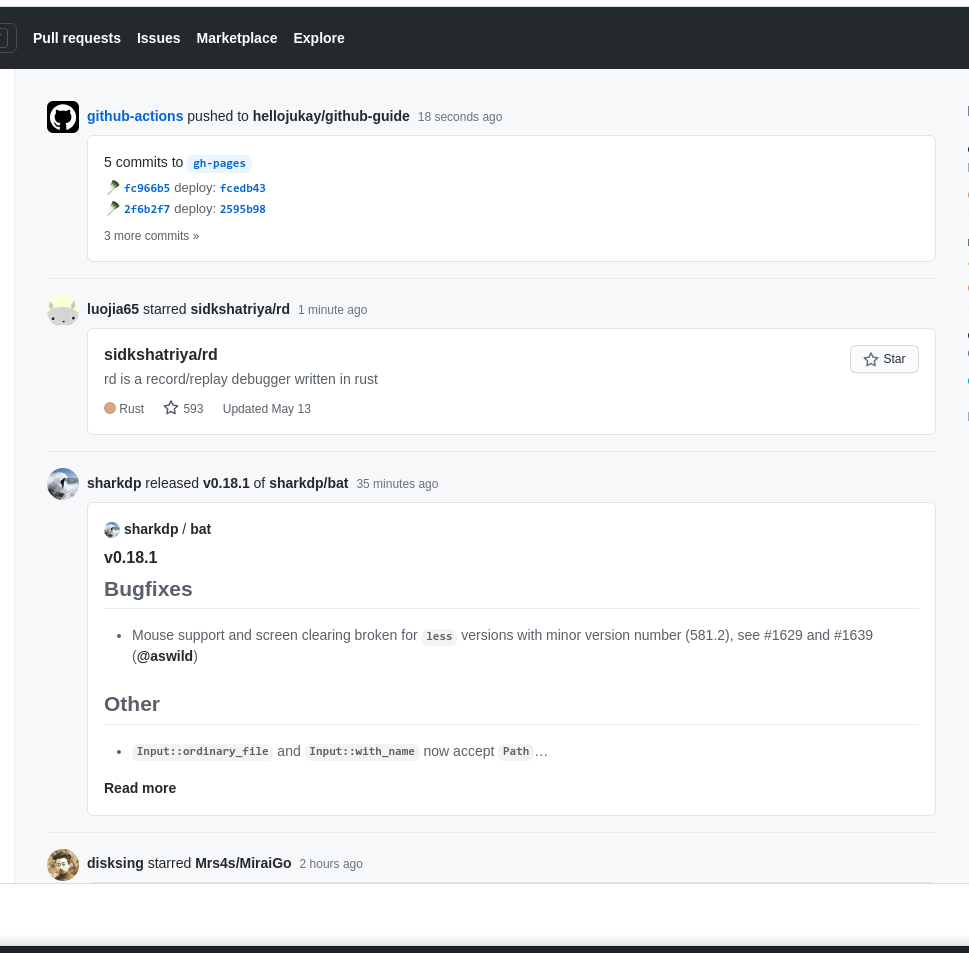 Pull requests Issues Marketplace Explore
github-actions pushed to hellojukay/github-guide 18 seconds ago
5 commits to gh-pages
fc966b5 deploy: fcedb43
2f6b2f7 deploy: 2595b98
3 more commits »
luojia65 starred sidkshatriya/rd 1 minute ago
sidkshatriya/rd
Star
rd is a record/replay debugger written in rust
Rust 593 Updated May 13
sharkdp released v0.18.1 of sharkdp/bat 35 minutes ago
sharkdp / bat
v0.18.1
Bugfixes
• Mouse support and screen clearing broken for less versions with minor version number (581.2), see #1629 and #1639
(@aswild)
Other
• Input::ordinary_file and Input::with_name now accept Path…
Read more
disksing starred Mrs4s/MiraiGo 2 hours ago